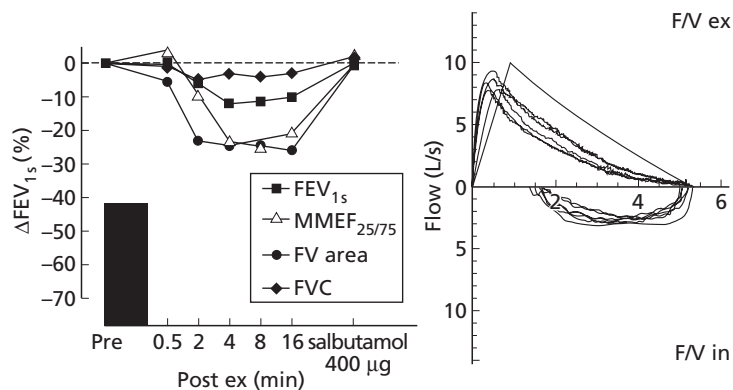 0
−10
−20
−30
−40
−50
−60
−70
ΔFEV1s (%)
FEV1s
MMEF25/75
FV area
FVC
Pre
0.5 2 4 8 16 salbutamol
400 µg
Post ex (min)
F/V ex
10
5
0
5
10
Flow (L/s)
2 4 6
F/V in